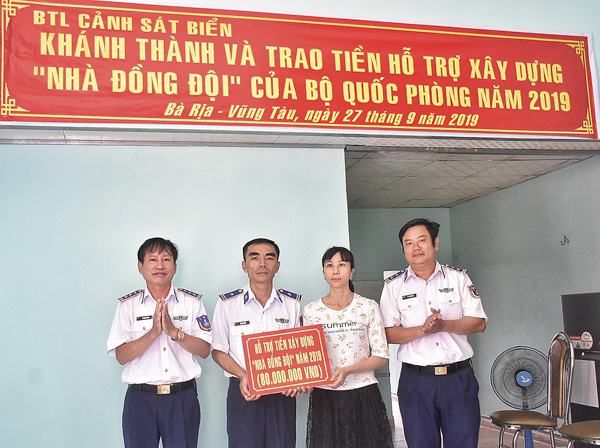 BTL CẢNH SÁT BIỂN
KHÁNH THÀNH VÀ TRAO TIỀN HỖ TRỢ XÂY DỰNG
"NHÀ ĐỒNG ĐỘI" CỦA BỘ QUỐC PHÒNG NĂM 2019
Bà Rịa - Vũng Tàu, ngày 27 tháng 9 năm 2019
summer
HỖ TRỢ TIỀN XÂY DỰNG
"NHÀ ĐỒNG ĐỘI" NĂM 2019
(80.000.000 VNĐ)